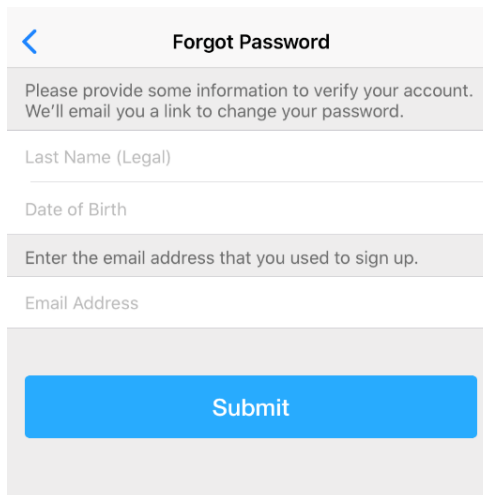 Forgot Password
Please provide some information to verify your account.
We'll email you a link to change your password.
Last Name (Legal)
Date of Birth
Enter the email address that you used to sign up.
Email Address
Submit